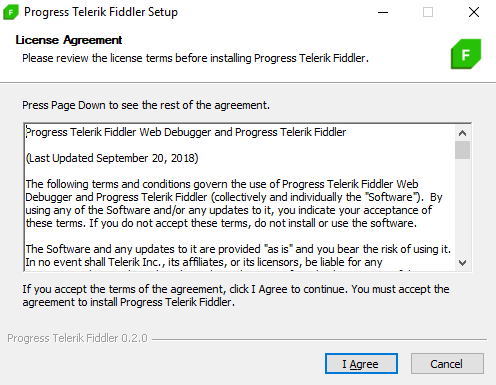 Progress Telerik Fiddler Setup
License Agreement
Please review the license terms before installing Progress Telerik Fiddler.
F
Press Page Down to see the rest of the agreement.
Progress Telerik Fiddler Web Debugger and Progress Telerik Fiddler
(Last Updated September 20, 2018)
The following terms and conditions govern the use of Progress Telerik Fiddler Web
Debugger and Progress Telerik Fiddler (collectively and individually the "Software").  By
using any of the Software and/or any updates to it, you indicate your acceptance of
these terms. If you do not accept these terms, do not install or use the software.
The Software and any updates to it are provided "as is" and you bear the risk of using it.
In no event shall Telerik Inc., its affiliates, or its licensors, be liable for any
If you accept the terms of the agreement, click I Agree to continue. You must accept the
agreement to install Progress Telerik Fiddler.
Progress Telerik Fiddler 0.2.0
I Agree
Cancel